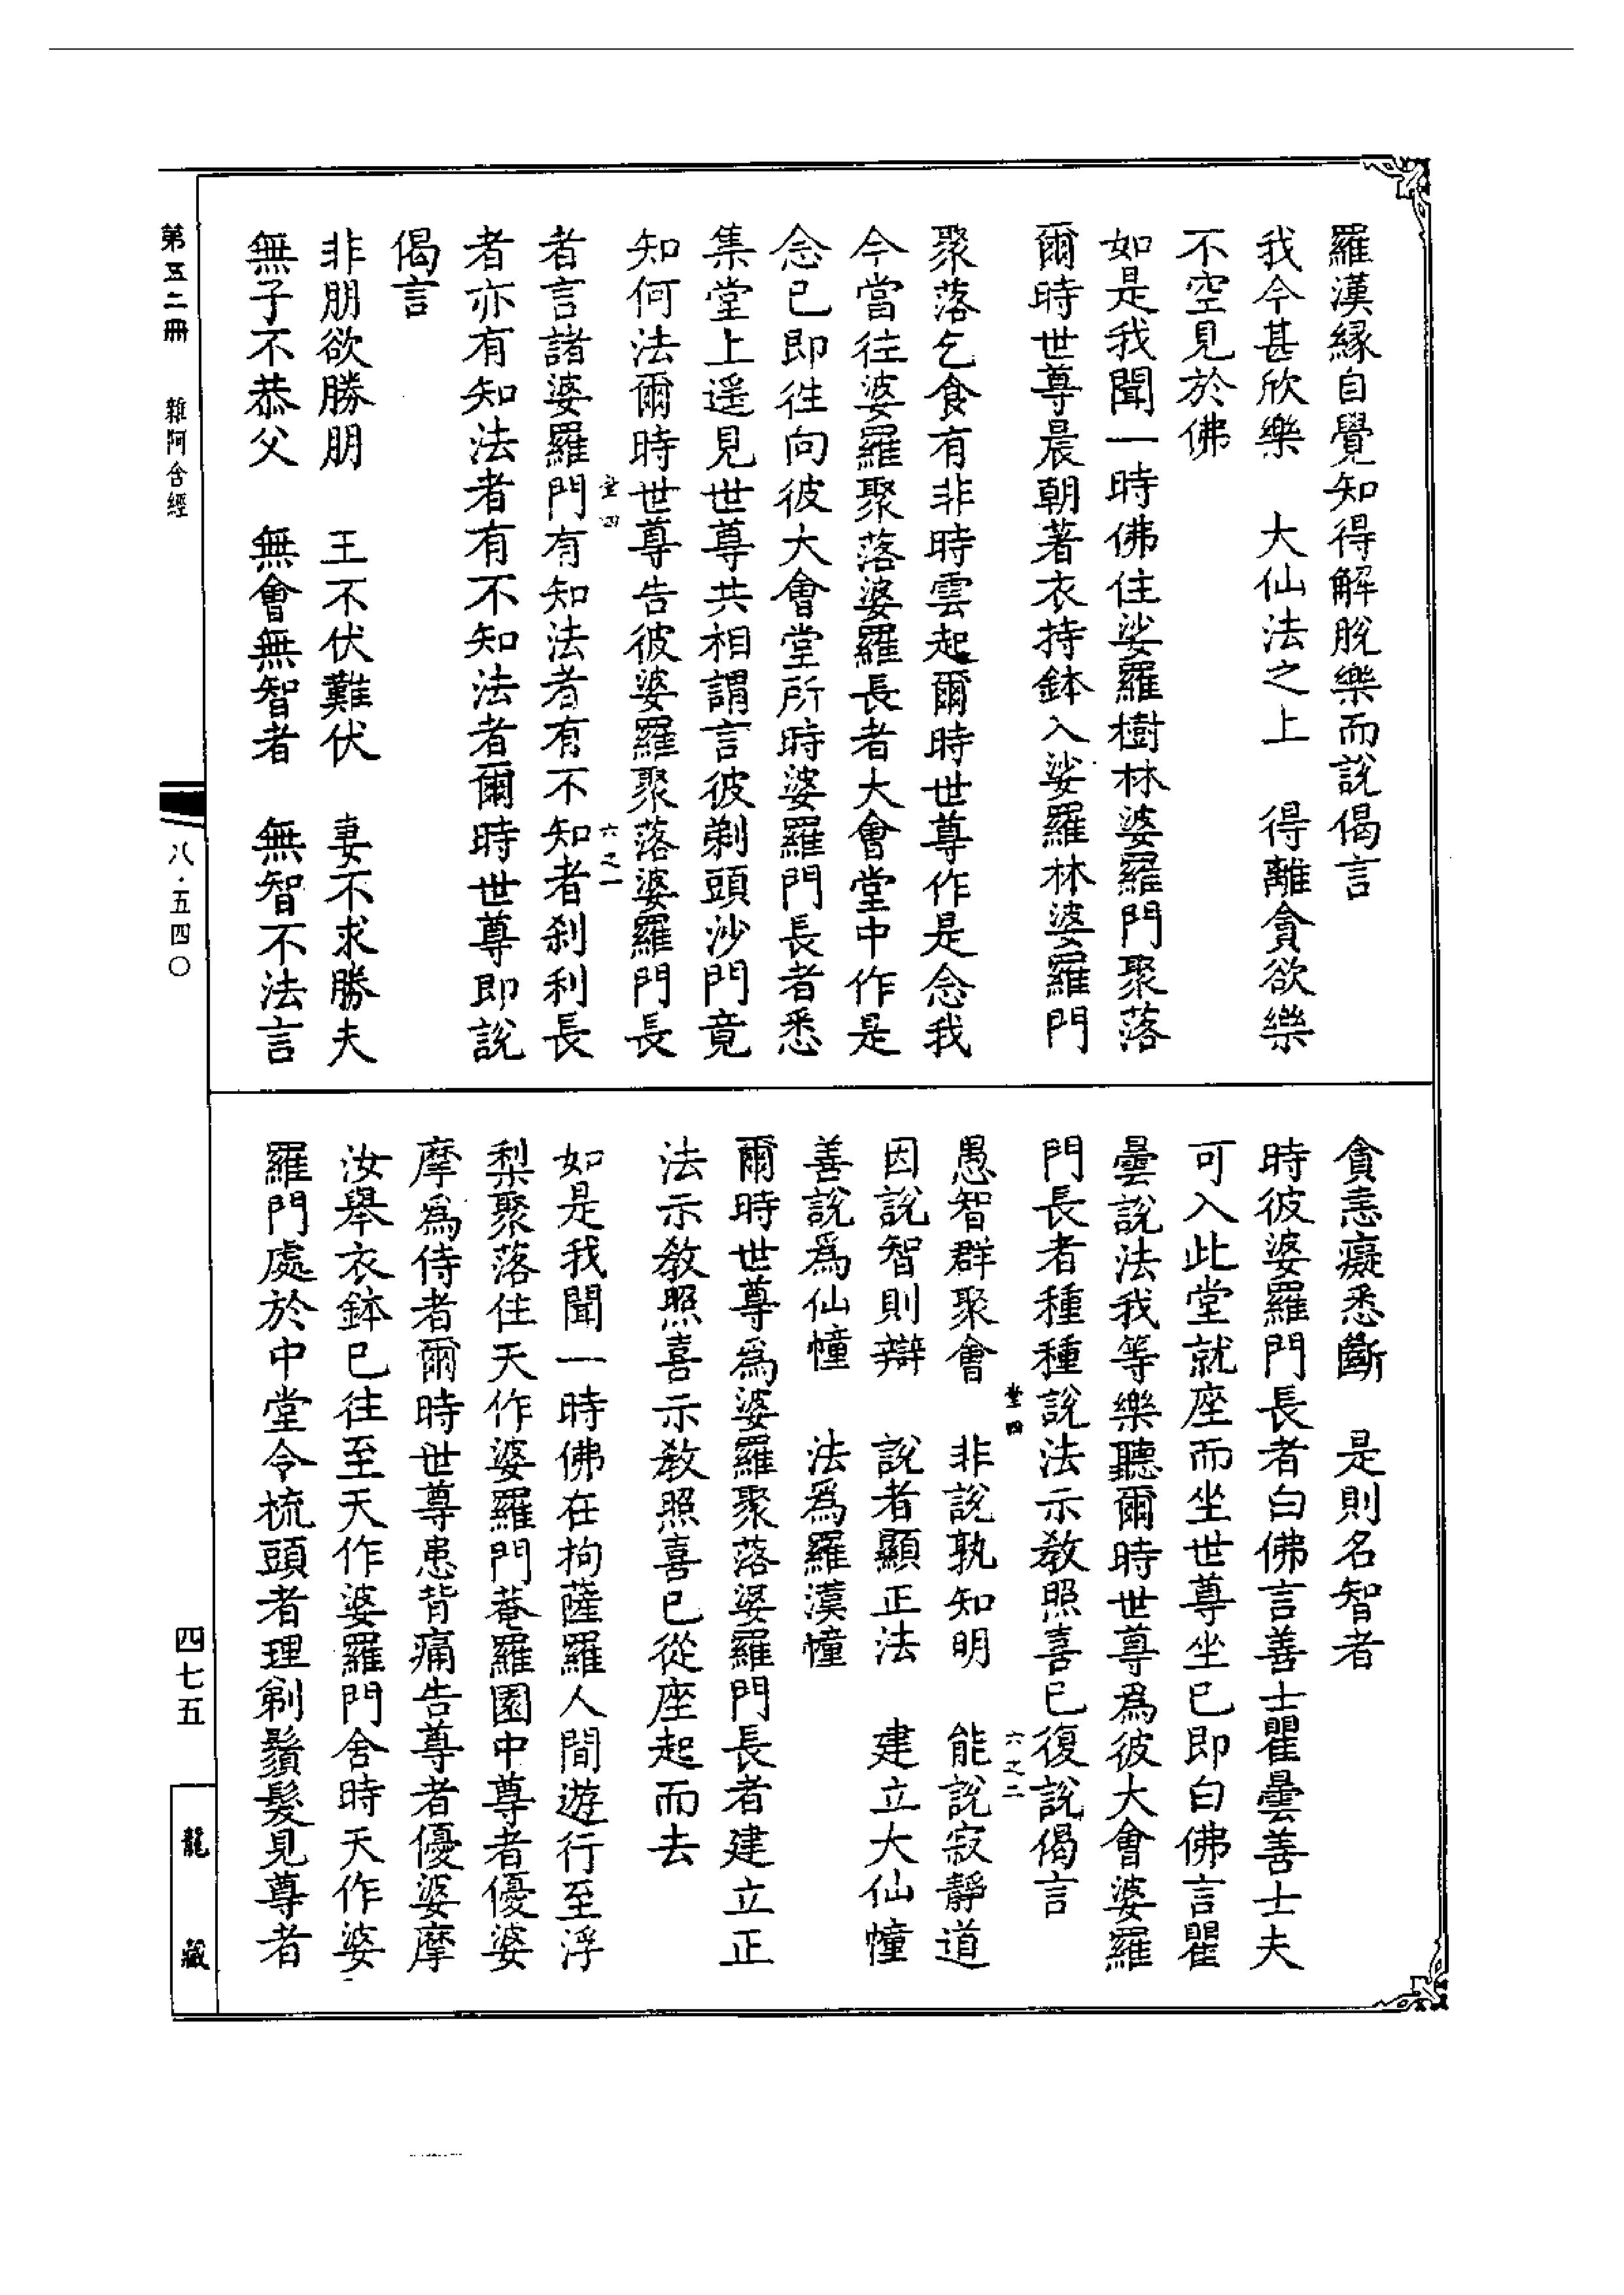 羅漢緣自覺知得解脫樂而說偈言
我今甚欣樂　大仙法之上　得離貪欲樂
不空見於佛
如是我聞一時佛住娑羅樹林婆羅門聚落
爾時世尊晨朝著衣持鉢入娑羅林婆羅門
聚落乞食有非時雲起爾時世尊作是念我
今當往婆羅聚落婆羅長者大會堂中作是
念已即往向彼大會堂所時婆羅門長者悉
集堂上遥見世尊共相謂言彼剃頭沙門竟
知何法爾時世尊告彼婆羅聚落婆羅門長
者言諸婆羅門有知法者有不知者刹利長
者亦有知法者有不知法者爾時世尊即說
偈言
非朋欲勝朋　王不伏難伏　妻不求勝夫
無子不恭父　無會無智者　無智不法言
貪恚癡悉斷　是則名智者
時彼婆羅門長者白佛言善士瞿曇善士夫
可入此堂就座而坐世尊坐已即白佛言瞿
曇說法我等樂聽爾時世尊爲彼大會婆羅
門長者種種說法示教照喜已復說偈言
愚智群聚會　非說孰知明　能說寂靜道
因說智則辯　說者顯正法　建立大仙幢
善說爲仙幢　法爲羅漢幢
爾時世尊爲婆羅聚落婆羅門長者建立正
法示教照喜示教照喜已從座起而去
如是我聞一時佛在拘薩羅人間遊行至浮
梨聚落住天作婆羅門菴羅園中尊者優婆
摩爲侍者爾時世尊患背痛告尊者優婆摩
汝舉衣鉢已往至天作婆羅門舍時天作婆
羅門處於中堂令梳頭者理剃鬚髮見尊者
第五二冊　雜阿含經
八・五四〇
四七五
龍藏
六之一
六之二